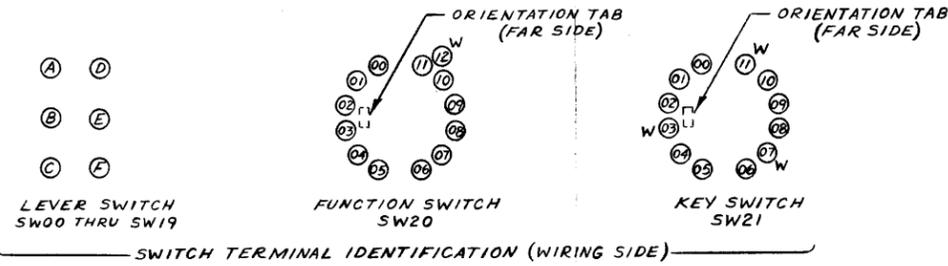 ORIENTATION TAB
(FAR SIDE)
ORIENTATION TAB
(FAR SIDE)
A D
B E
C F
W
00 11 12
01 10
02 09
03 08
04 07
05 06
W
00 11
01 10
02 09
W 03 08
04 07 W
05 06
LEVER SWITCH
SW00 THRU SW19
FUNCTION SWITCH
SW20
KEY SWITCH
SW21
SWITCH TERMINAL IDENTIFICATION (WIRING SIDE)